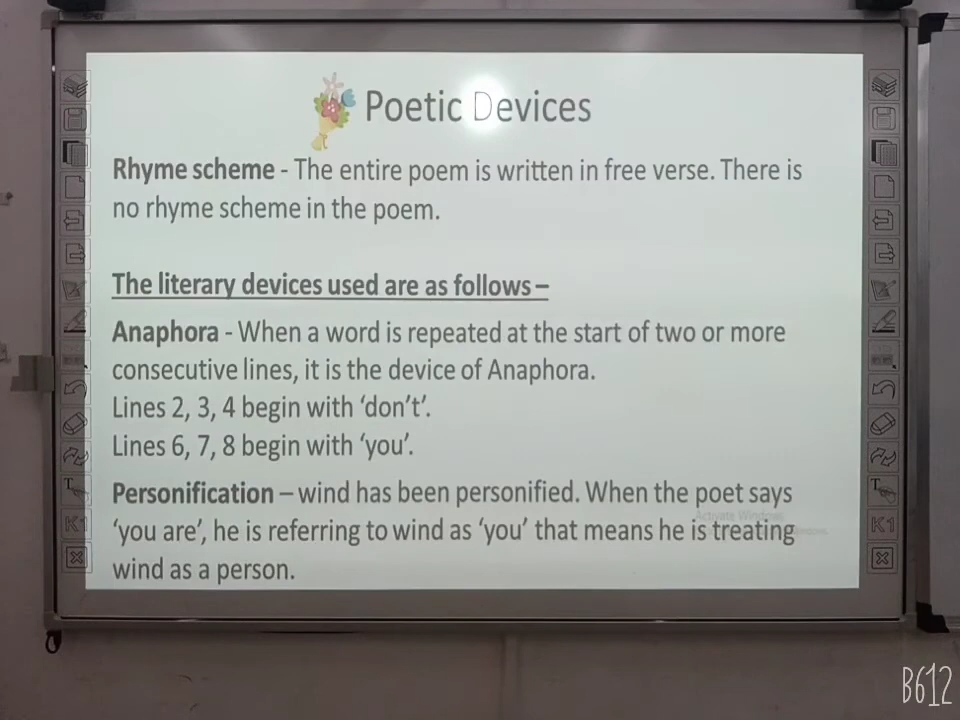 Poetic Devices
Rhyme scheme - The entire poem is written in free verse. There is
no rhyme scheme in the poem.
The literary devices used are as follows –
Anaphora - When a word is repeated at the start of two or more
consecutive lines, it is the device of Anaphora.
Lines 2, 3, 4 begin with ‘don’t’.
Lines 6, 7, 8 begin with ‘you’.
Personification – wind has been personified. When the poet says
Activate Windows
‘you are’, he is referring to wind as ‘you’ that means he is treating
wind as a person.
T
K1
K1
B612